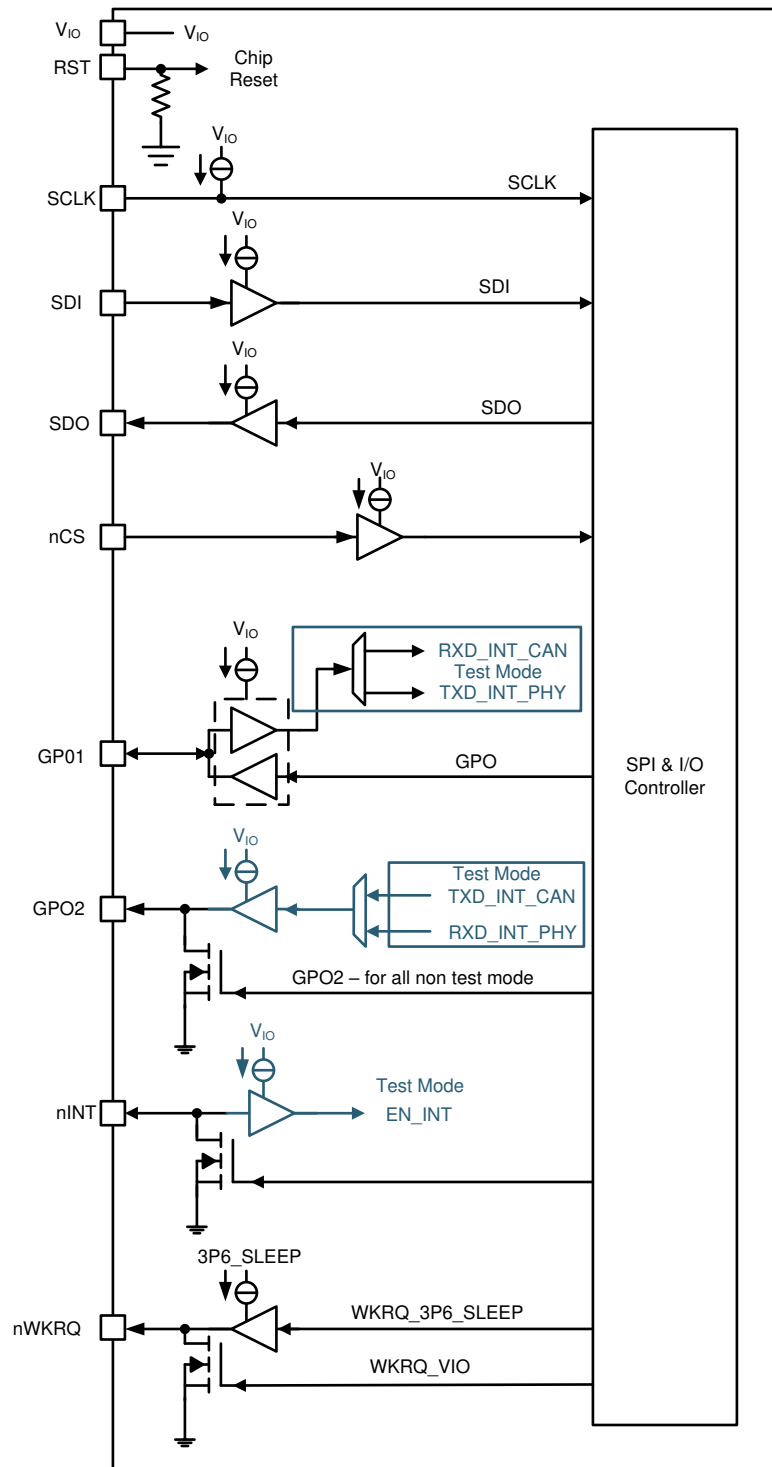 VIO
VIO
RST
Chip
Reset
VIO
SCLK
SCLK
VIO
SDI
SDI
VIO
SDO
SDO
VIO
nCS
VIO
RXD_INT_CAN
Test Mode
TXD_INT_PHY
GP01
GPO
SPI & I/O
Controller
VIO
Test Mode
TXD_INT_CAN
GPO2
RXD_INT_PHY
GPO2 – for all non test mode
VIO
Test Mode
nINT
EN_INT
3P6_SLEEP
nWKRQ
WKRQ_3P6_SLEEP
WKRQ_VIO